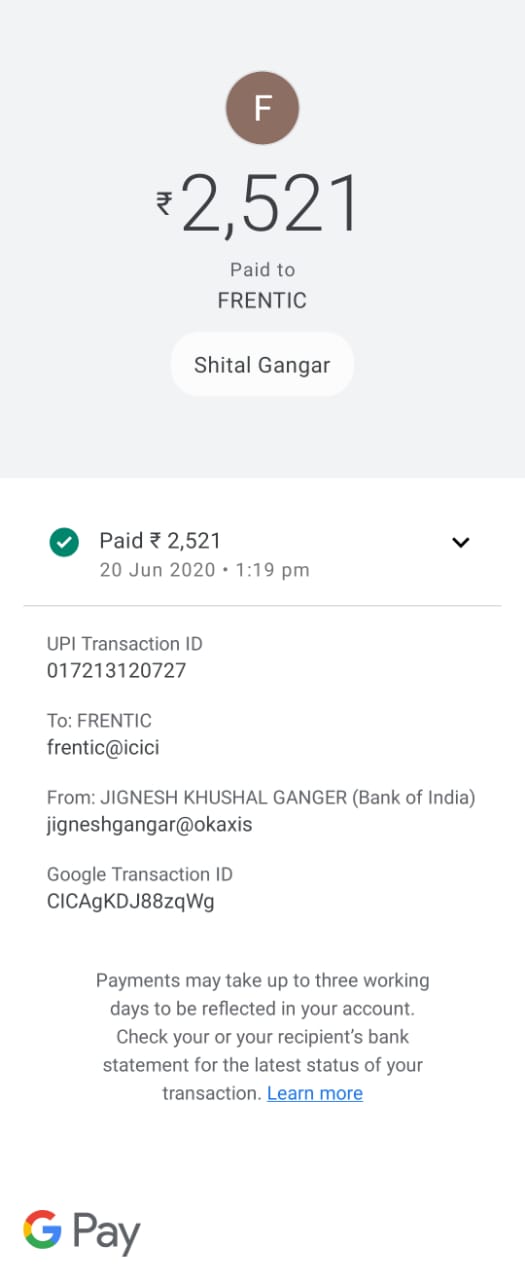 F
₹2,521
Paid to
FRENTIC
Shital Gangar
Paid ₹ 2,521
20 Jun 2020 • 1:19 pm
UPI Transaction ID
017213120727
To: FRENTIC
frentic@icici
From: JIGNESH KHUSHAL GANGER (Bank of India)
jigneshgangar@okaxis
Google Transaction ID
CICAgKDJ88zqWg
Payments may take up to three working
days to be reflected in your account.
Check your or your recipient's bank
statement for the latest status of your
transaction. Learn more
G Pay